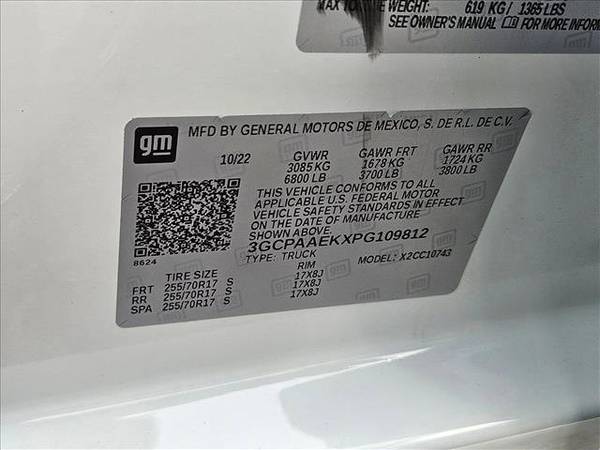 MAX TOTAL WEIGHT: 619 KG/ 1365 LBS
SEE OWNER'S MANUAL FOR MORE INFORM
gm
MFD BY GENERAL MOTORS DE MEXICO, S. DE R.L. DE C.V.
10/22 GVWR GAWR FRT GAWR RR
3085 KG 1678 KG 1724 KG
6800 LB 3700 LB 3800 LB
THIS VEHICLE CONFORMS TO ALL
APPLICABLE U.S. FEDERAL MOTOR
VEHICLE SAFETY STANDARDS IN EFFECT
ON THE DATE OF MANUFACTURE
SHOWN ABOVE.
3GCPAAEKXPG109812
8624
TYPE: TRUCK MODEL: X2CC10743
TIRE SIZE RIM
FRT 255/70R17 S 17X8J
RR 255/70R17 S 17X8J
SPA 255/70R17 S 17X8J